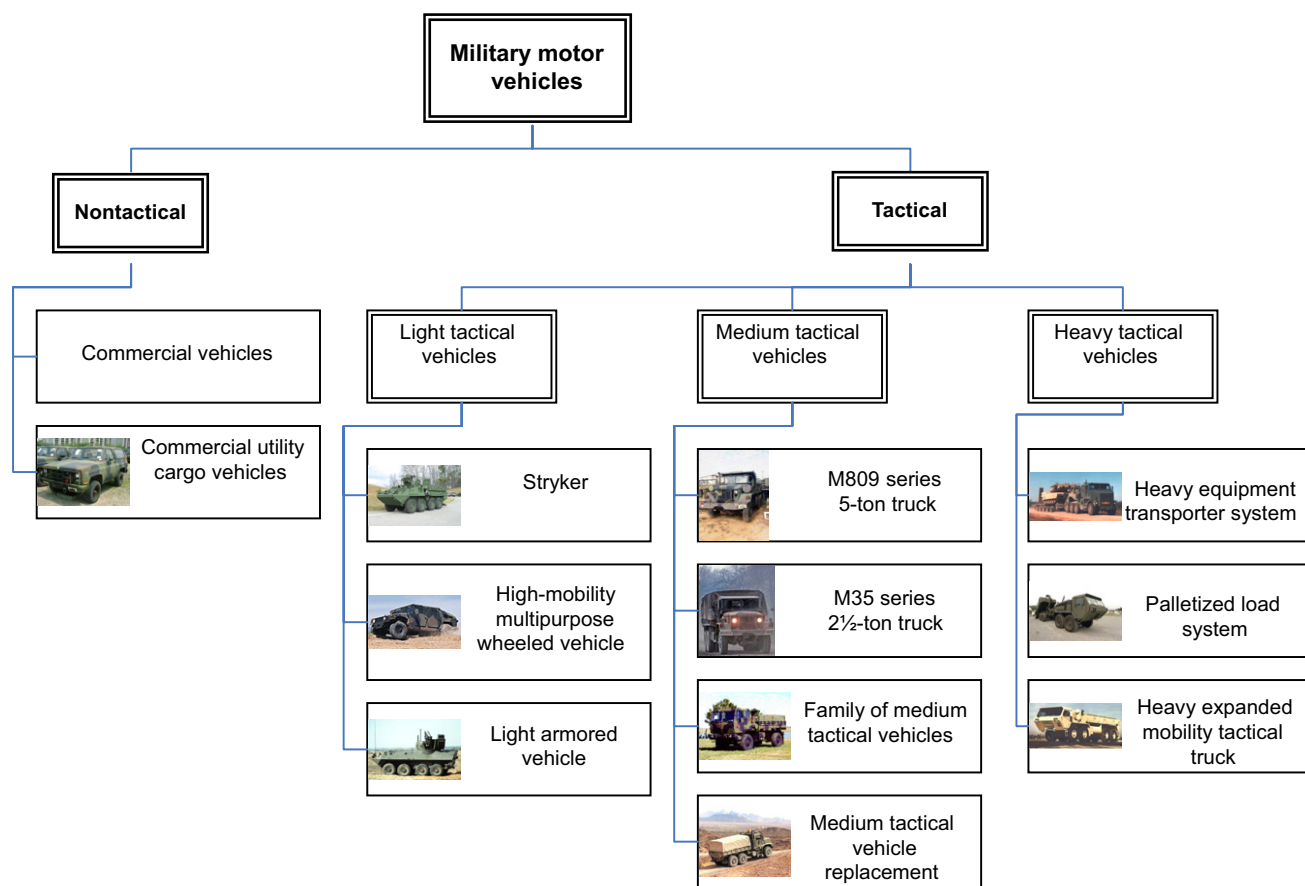 Military motor
vehicles
Nontactical
Tactical
Commercial vehicles
Commercial utility
cargo vehicles
Light tactical
vehicles
Stryker
High-mobility
multipurpose
wheeled vehicle
Light armored
vehicle
Medium tactical
vehicles
M809 series
5-ton truck
M35 series
2½-ton truck
Family of medium
tactical vehicles
Medium tactical
vehicle
replacement
Heavy tactical
vehicles
Heavy equipment
transporter system
Palletized load
system
Heavy expanded
mobility tactical
truck